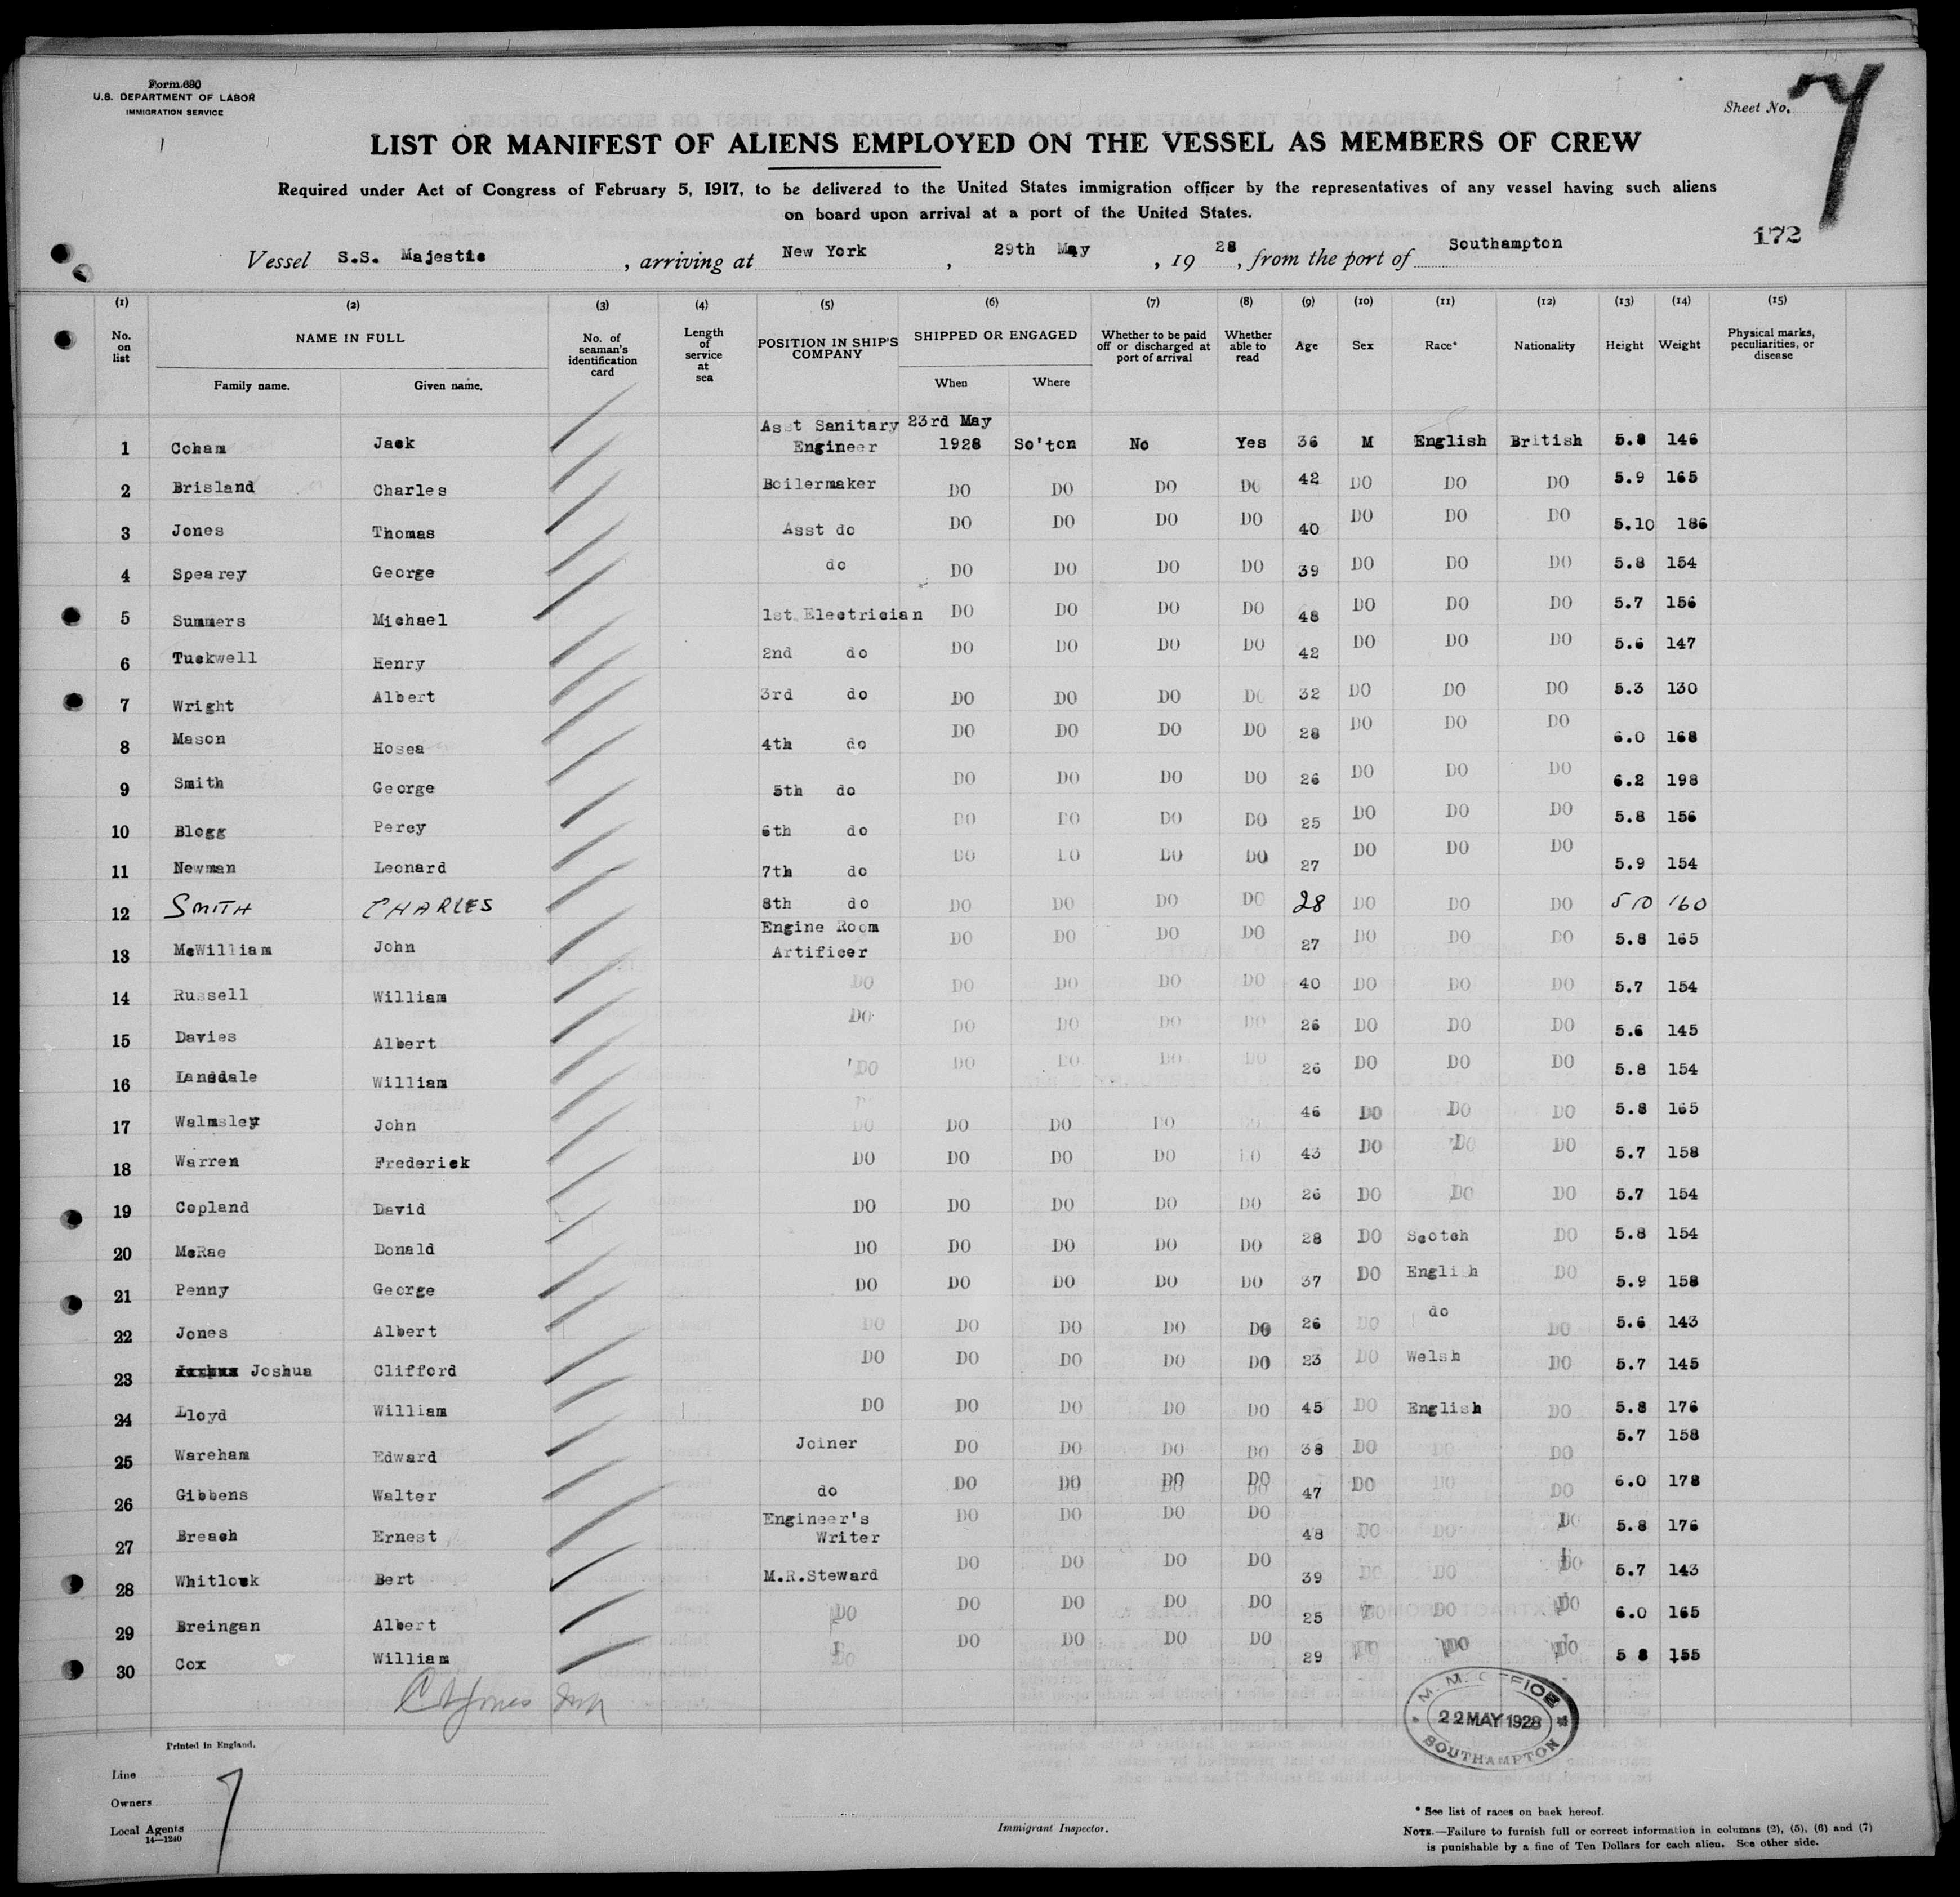 Form 690
U.S. DEPARTMENT OF LABOR
IMMIGRATION SERVICE
Sheet No. 7
LIST OR MANIFEST OF ALIENS EMPLOYED ON THE VESSEL AS MEMBERS OF CREW
Required under Act of Congress of February 5, 1917, to be delivered to the United States immigration officer by the representatives of any vessel having such aliens
on board upon arrival at a port of the United States.
172
Vessel S.S. Majestic, arriving at New York, 29th May, 1928, from the port of Southampton
(1) (2) (3) (4) (5) (6) (7) (8) (9) (10) (11) (12) (13) (14) (15)
No. on list NAME IN FULL No. of seaman's identification card Length of service at sea POSITION IN SHIP'S COMPANY SHIPPED OR ENGAGED Whether to be paid off or discharged at port of arrival Whether able to read Age Sex Race* Nationality Height Weight Physical marks, peculiarities, or disease
Family name. Given name. When Where
1 Coham Jack Asst Sanitary Engineer 23rd May 1928 So'ton No Yes 36 M English British 5.8 146
2 Brisland Charles Boilermaker DO DO DO DO 42 DO DO DO 5.9 165
3 Jones Thomas Asst do DO DO DO DO 40 DO DO DO 5.10 186
4 Spearey George do DO DO DO DO 39 DO DO DO 5.8 154
5 Summers Michael 1st Electrician DO DO DO DO 48 DO DO DO 5.7 156
6 Tuckwell Henry 2nd do DO DO DO DO 42 DO DO DO 5.6 147
7 Wright Albert 3rd do DO DO DO DO 32 DO DO DO 5.3 130
8 Mason Hosea 4th do DO DO DO DO 28 DO DO DO 6.0 168
9 Smith George 5th do DO DO DO DO 26 DO DO DO 6.2 198
10 Blogg Percy 6th do DO DO DO DO 25 DO DO DO 5.8 156
11 Newman Leonard 7th do DO DO DO DO 27 DO DO DO 5.9 154
12 SMITH CHARLES 8th do DO DO DO DO 28 DO DO DO 5 10 160
13 McWilliam John Engine Room Artificer DO DO DO DO 27 DO DO DO 5.8 165
14 Russell William DO DO DO DO DO 40 DO DO DO 5.7 154
15 Davies Albert DO DO DO DO DO 26 DO DO DO 5.6 145
16 Lansdale William DO DO DO DO DO 26 DO DO DO 5.8 154
17 Walmsley John DO DO DO DO 46 DO DO DO 5.8 165
18 Warren Frederick DO DO DO DO DO 43 DO DO DO 5.7 158
19 Copland David DO DO DO DO DO 26 DO DO DO 5.7 154
20 McRae Donald DO DO DO DO DO 28 DO Scotch DO 5.8 154
21 Penny George DO DO DO DO DO 37 DO English DO 5.9 158
22 Jones Albert DO DO DO DO DO 26 DO do DO 5.6 143
23 Joshua Clifford DO DO DO DO DO 23 DO Welsh DO 5.7 145
24 Lloyd William DO DO DO DO DO 45 DO English DO 5.8 176
25 Wareham Edward Joiner DO DO DO DO 38 DO DO DO 5.7 158
26 Gibbens Walter do DO DO DO DO 47 DO DO DO 6.0 178
27 Breach Ernest Engineer's Writer DO DO DO DO 48 DO DO DO 5.8 176
28 Whitlock Bert M.R.Steward DO DO DO DO 39 DO DO DO 5.7 143
29 Breingan Albert DO DO DO DO DO 25 DO DO DO 6.0 165
30 Cox William DO DO DO DO DO 29 DO DO DO 5 8 155
M. M. OFFICE
22 MAY 1928
SOUTHAMPTON
Printed in England.
Line
Owners
Local Agents
14—1240
7
Immigrant Inspector.
* See list of races on back hereof.
NOTE.—Failure to furnish full or correct information in columns (2), (5), (6) and (7)
is punishable by a fine of Ten Dollars for each alien. See other side.